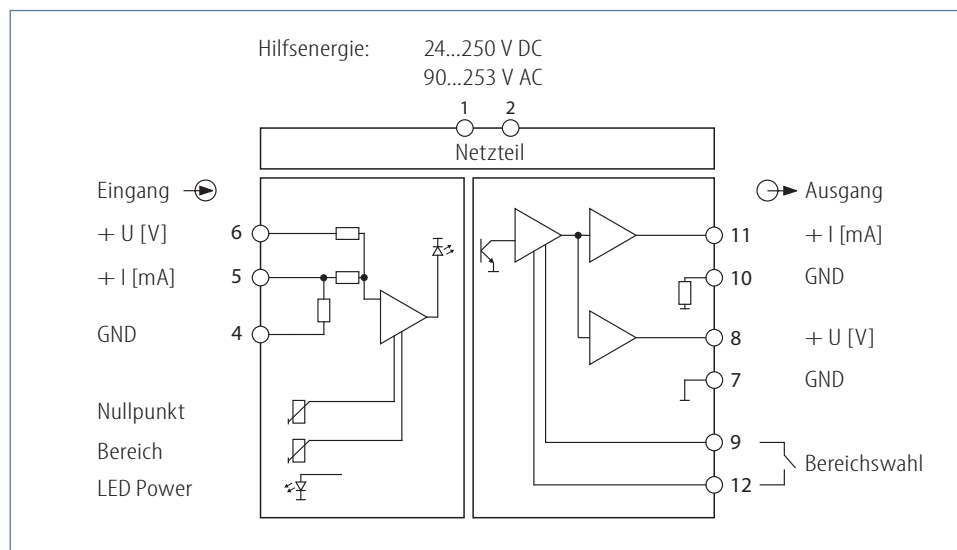 Hilfsenergie: 24...250 V DC
90...253 V AC
1 2
Netzteil
Eingang Ausgang
+ U [V] 6 11 + I [mA]
+ I [mA] 5 10 GND
GND 4 8 + U [V]
7 GND
Nullpunkt
Bereich 9
Bereichswahl
LED Power 12